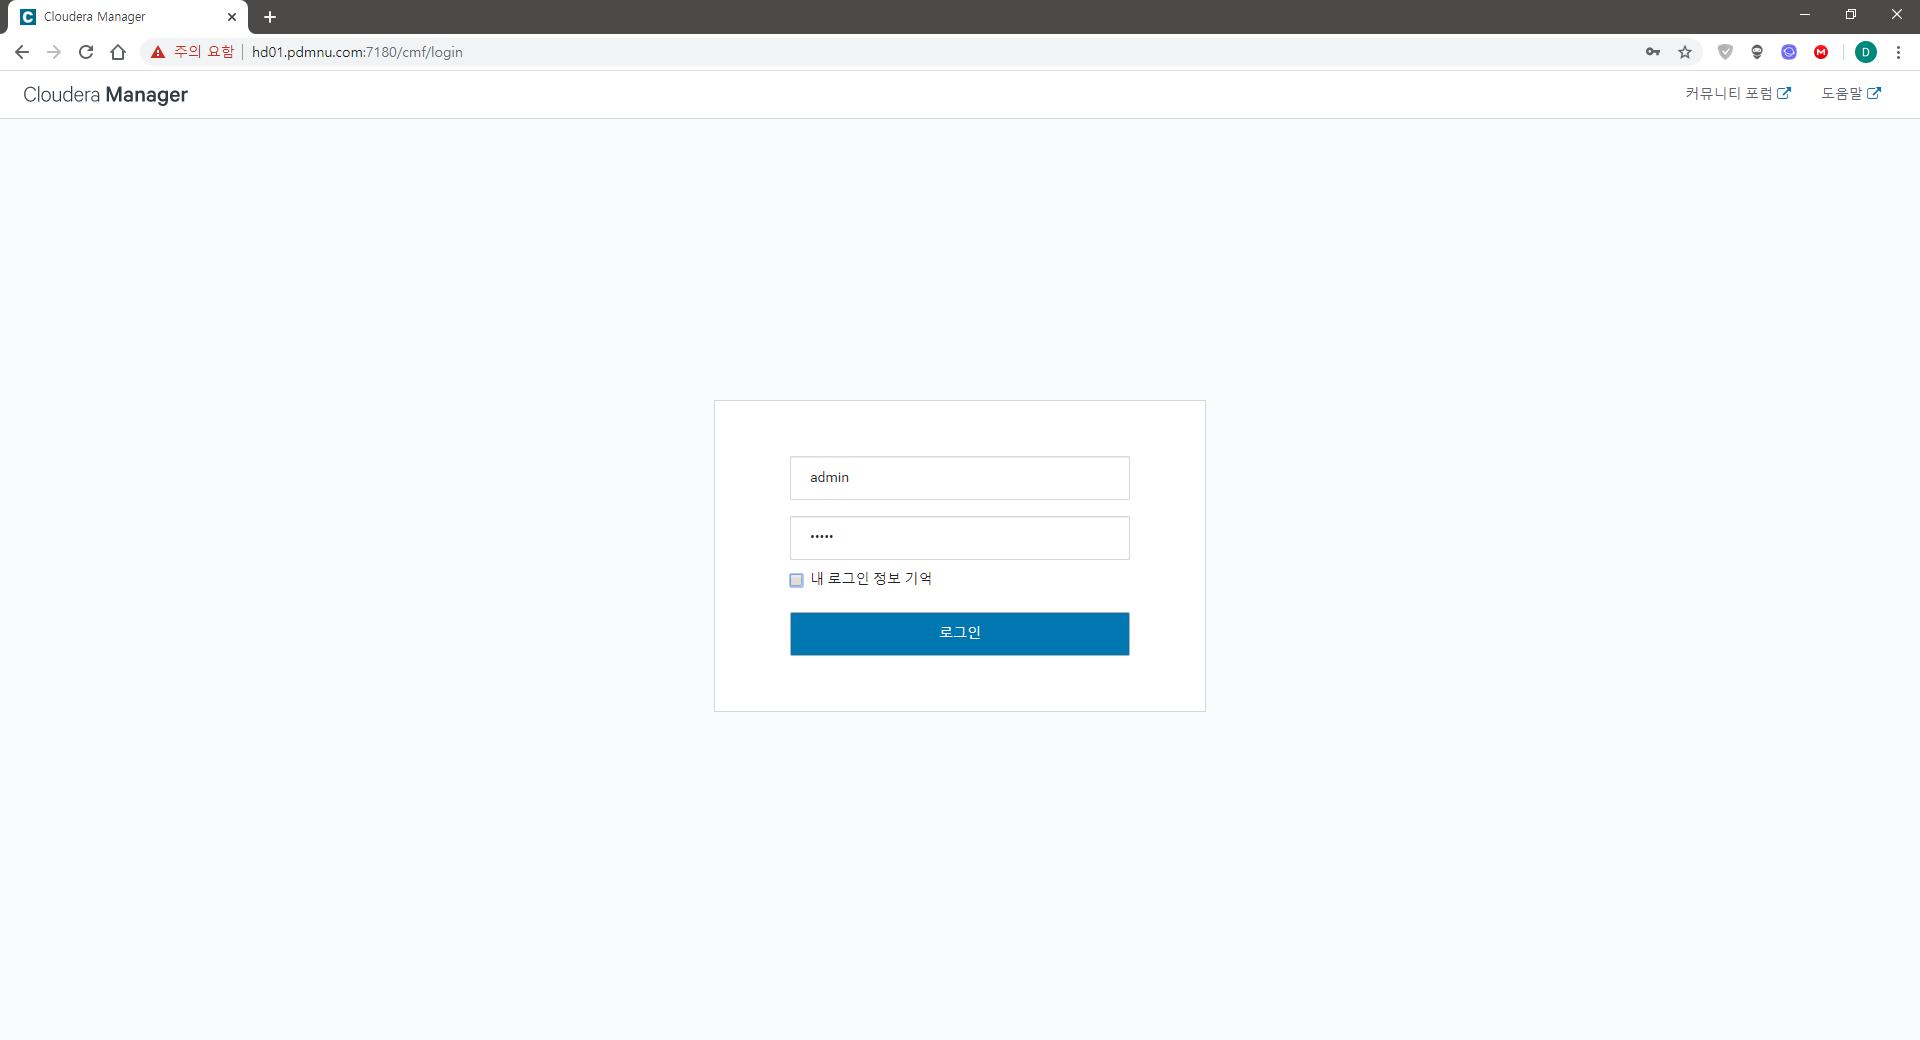 Cloudera Manager
주의 요함 hd01.pdmnu.com:7180/cmf/login
D
Cloudera Manager
커뮤니티 포럼 도움말
admin
•••••
내 로그인 정보 기억
로그인